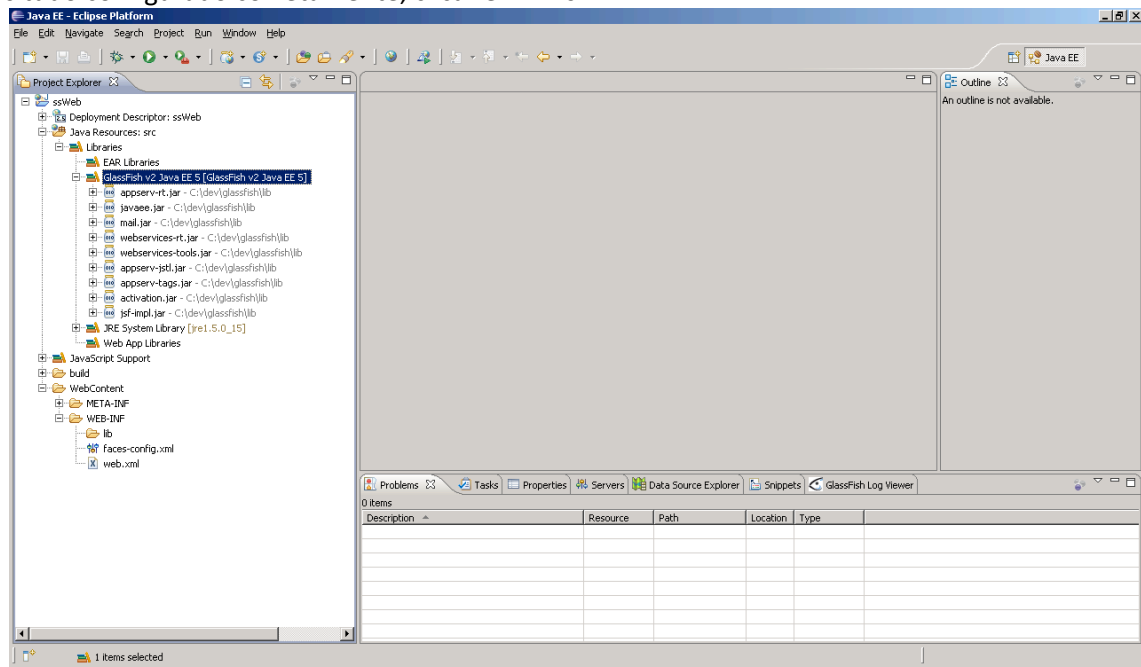 Java EE - Eclipse Platform
File Edit Navigate Search Project Run Window Help
Java EE
Project Explorer
ssWeb
Deployment Descriptor: ssWeb
Java Resources: src
Libraries
EAR Libraries
GlassFish v2 Java EE 5 [GlassFish v2 Java EE 5]
appserv-rt.jar - C:\dev\glassfish\lib
javaee.jar - C:\dev\glassfish\lib
mail.jar - C:\dev\glassfish\lib
webservices-rt.jar - C:\dev\glassfish\lib
webservices-tools.jar - C:\dev\glassfish\lib
appserv-jstl.jar - C:\dev\glassfish\lib
appserv-tags.jar - C:\dev\glassfish\lib
activation.jar - C:\dev\glassfish\lib
jsf-impl.jar - C:\dev\glassfish\lib
JRE System Library [jre1.5.0_15]
Web App Libraries
JavaScript Support
build
WebContent
META-INF
WEB-INF
lib
faces-config.xml
web.xml
Outline
An outline is not available.
Problems Tasks Properties Servers Data Source Explorer Snippets GlassFish Log Viewer
0 items
Description Resource Path Location Type
1 items selected